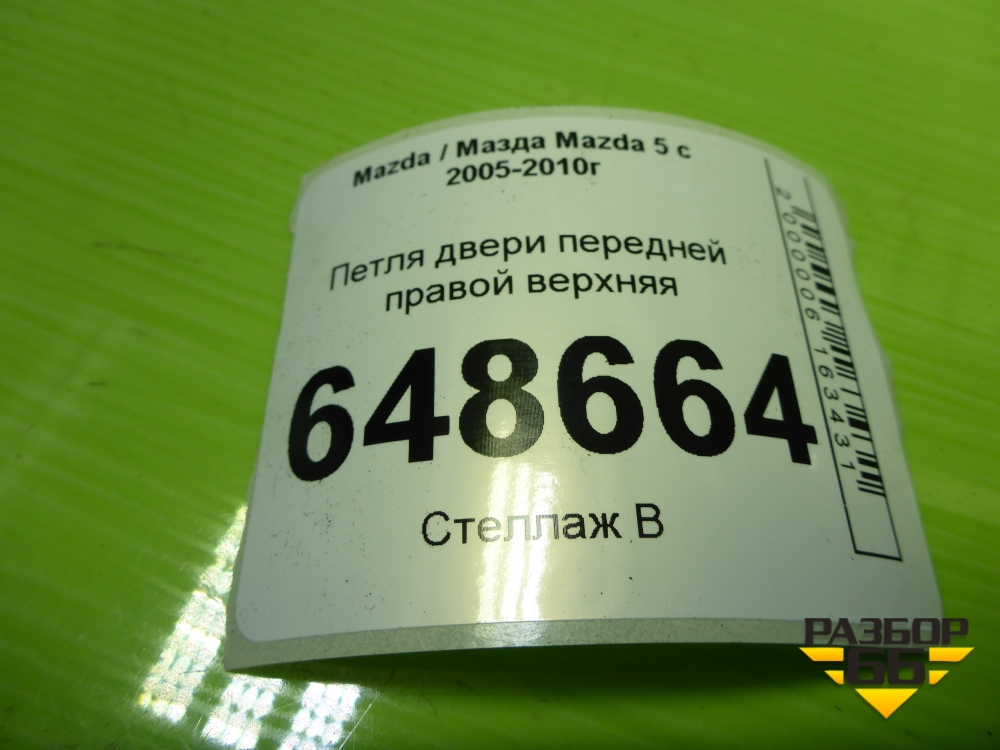 Mazda / Мазда Mazda 5 с
2005-2010г
Петля двери передней
правой верхняя
648664
Стеллаж В
2000006163431
РАЗБОР
66